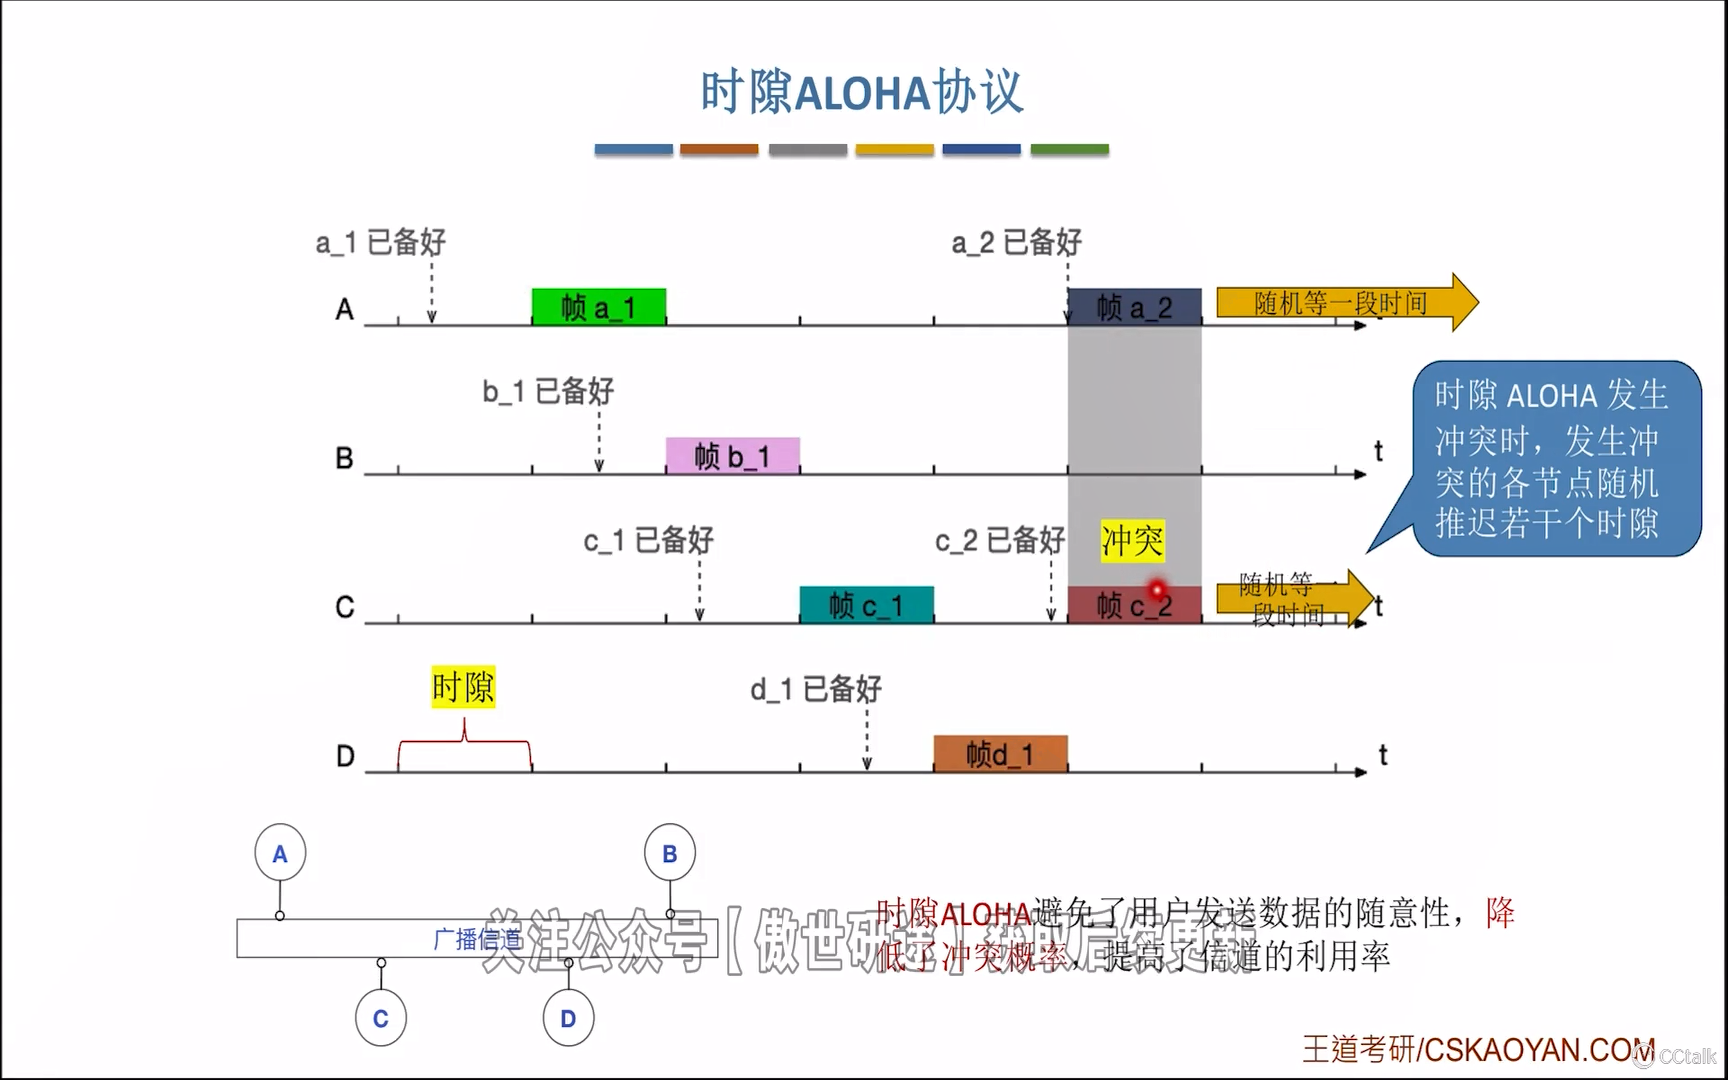 时隙ALOHA协议
a_1 已备好
a_2 已备好
A
帧 a_1
帧 a_2
随机等一段时间
b_1 已备好
B
帧 b_1
t
时隙 ALOHA 发生
冲突时，发生冲
突的各节点随机
推迟若干个时隙
c_1 已备好
c_2 已备好
冲突
C
帧 c_1
帧 c_2
随机等一
段时间
t
时隙
d_1 已备好
D
帧d_1
t
A
B
广播信道
C
D
时隙ALOHA避免了用户发送数据的随意性，降
低了冲突概率，提高了信道的利用率
关注公众号【傲世研途】获取后续更新
王道考研/CSKAOYAN.COM
CCtalk